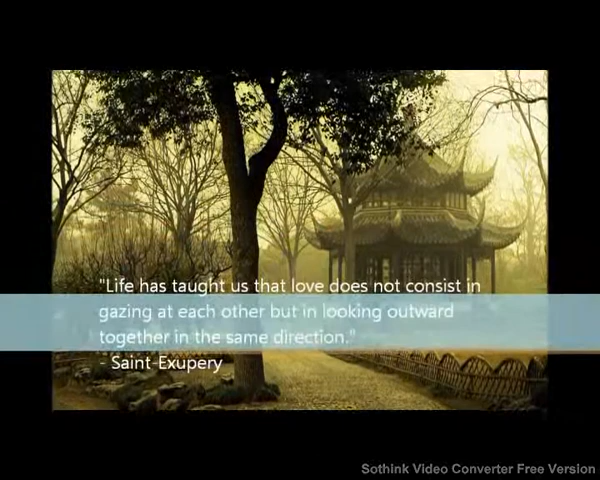 "Life has taught us that love does not consist in
gazing at each other but in looking outward
together in the same direction."
- Saint-Exupery
Sothink Video Converter Free Version